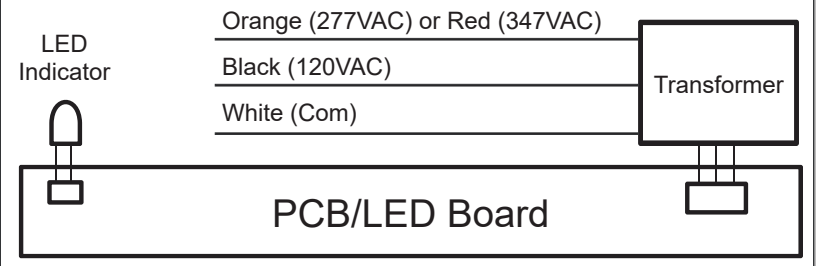 Orange (277VAC) or Red (347VAC)
LED
Indicator
Black (120VAC)
Transformer
White (Com)
PCB/LED Board